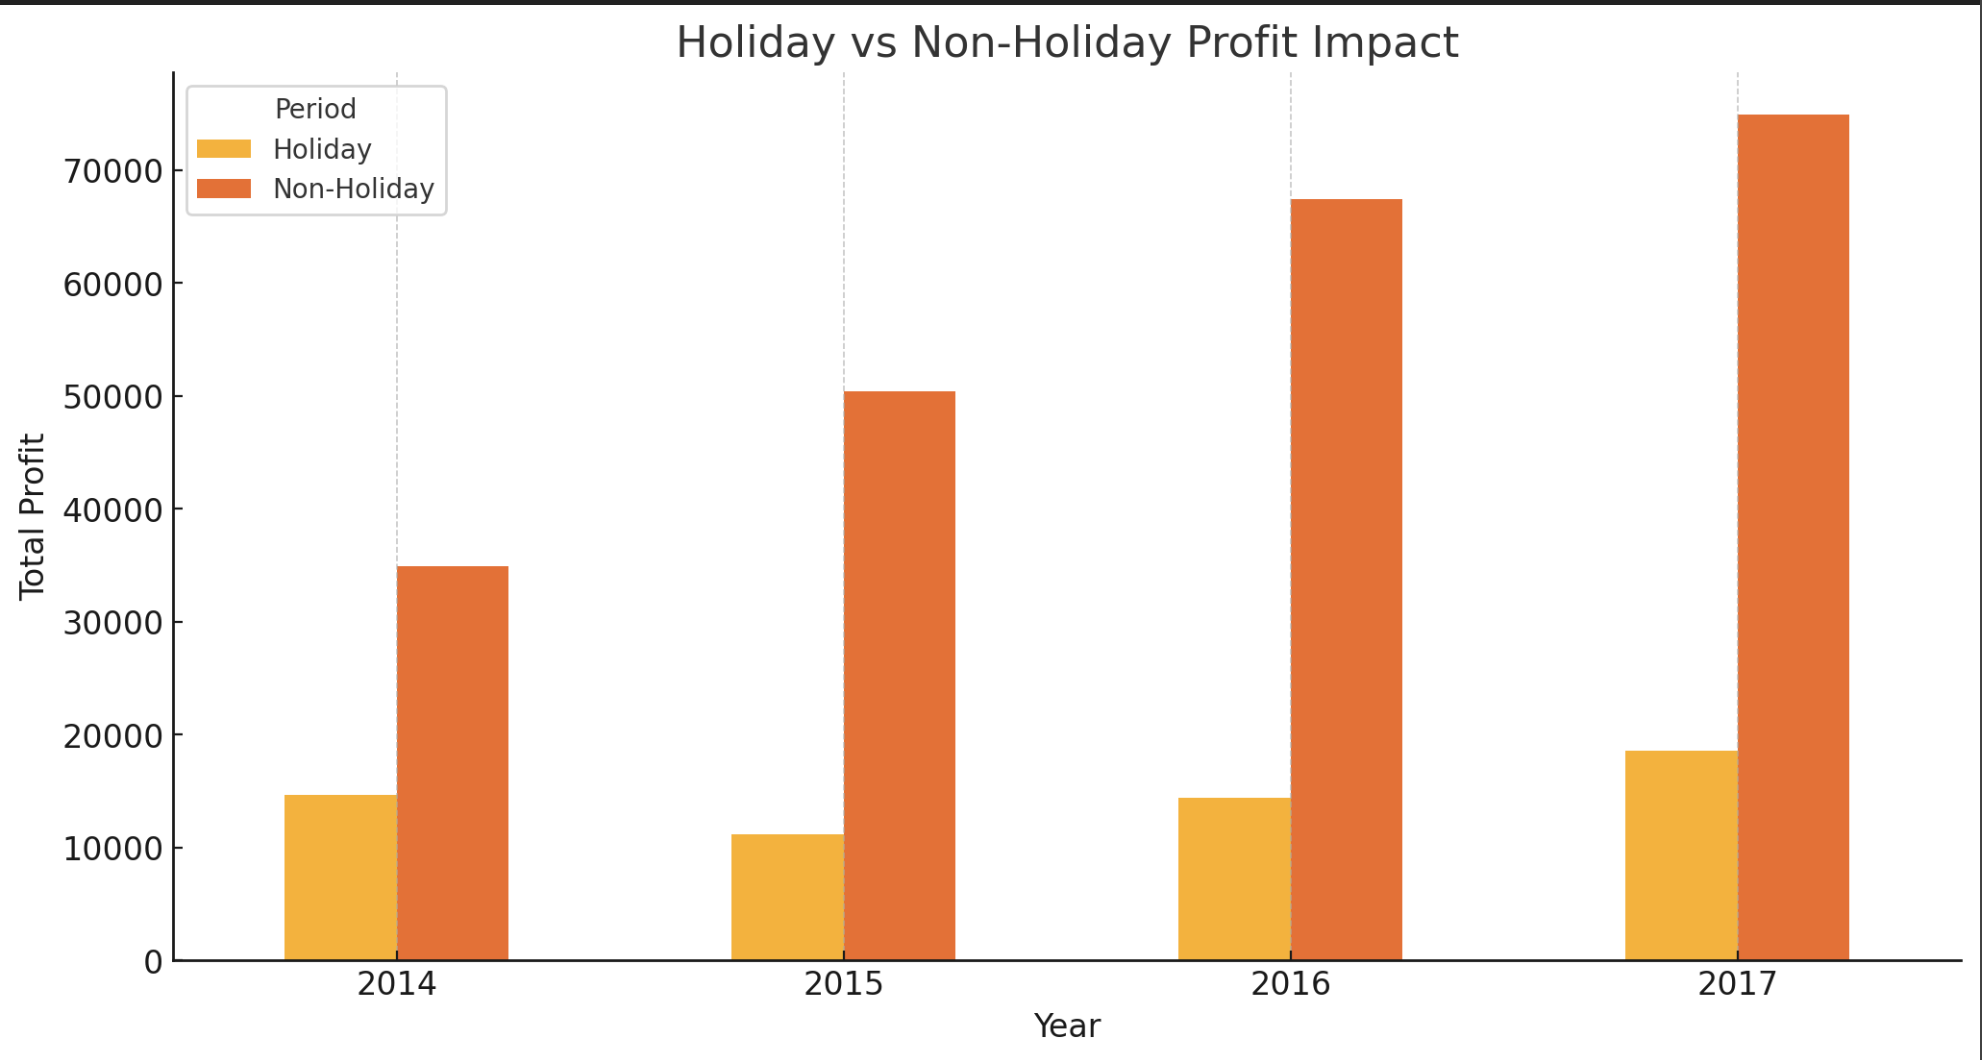 Holiday vs Non-Holiday Profit Impact
Period
Holiday
Non-Holiday
Total Profit
70000
60000
50000
40000
30000
20000
10000
0
2014 2015 2016 2017
Year